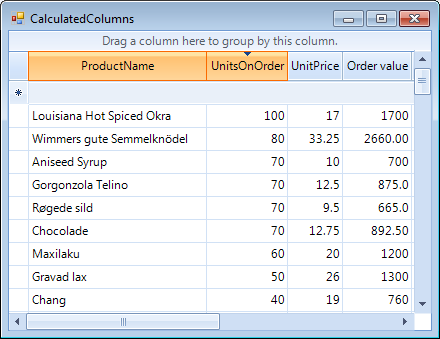 CalculatedColumns
Drag a column here to group by this column.
ProductName UnitsOnOrder UnitPrice Order value
Louisiana Hot Spiced Okra 100 17 1700
Wimmers gute Semmelknödel 80 33.25 2660.00
Aniseed Syrup 70 10 700
Gorgonzola Telino 70 12.5 875.0
Røgede sild 70 9.5 665.0
Chocolade 70 12.75 892.50
Maxilaku 60 20 1200
Gravad lax 50 26 1300
Chang 40 19 760